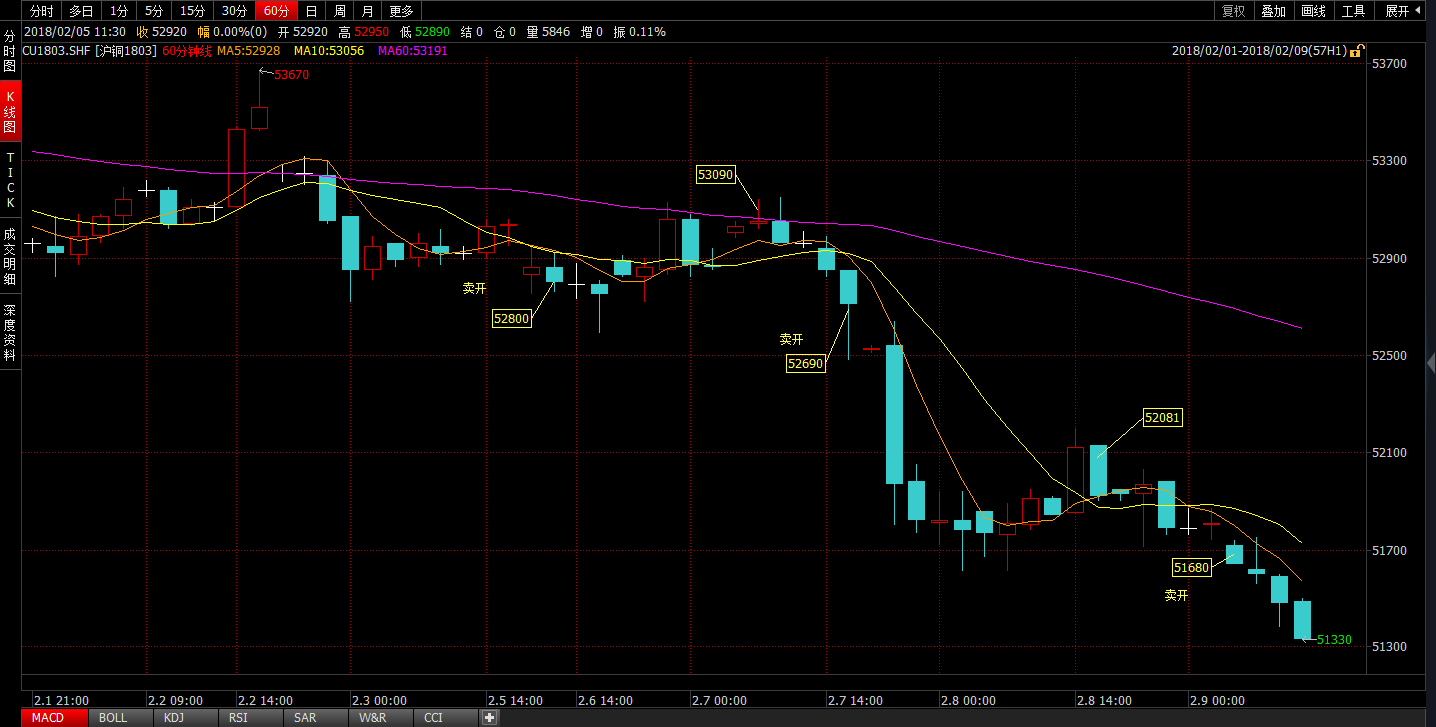 分时 多日 1分 5分 15分 30分 60分 日 周 月 更多 复权 叠加 画线 工具 展开
2018/02/05 11:30 收 52920 幅 0.00%(0) 开 52920 高 52950 低 52890 结 0 仓 0 量 5846 增 0 振 0.11%
CU1803.SHF [沪铜1803] 60分钟线 MA5:52928 MA10:53056 MA60:53191 2018/02/01-2018/02/09(57H1)
分时图
K线图
TICK
成交明细
深度资料
53670
53090
卖开
52800
卖开
52690
52081
51680
卖开
51330
53700
53300
52900
52500
52100
51700
51300
2.1 21:00 2.2 09:00 2.2 14:00 2.3 00:00 2.5 14:00 2.6 14:00 2.7 00:00 2.7 14:00 2.8 00:00 2.8 14:00 2.9 00:00
MACD BOLL KDJ RSI SAR W&R CCI